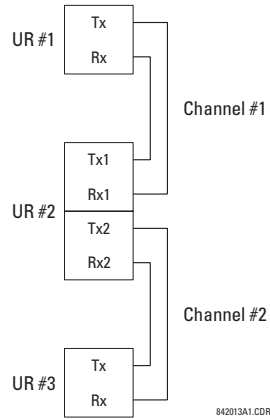 UR #1
Tx
Rx
Channel #1
UR #2
Tx1
Rx1
Tx2
Rx2
Channel #2
UR #3
Tx
Rx
842013A1.CDR